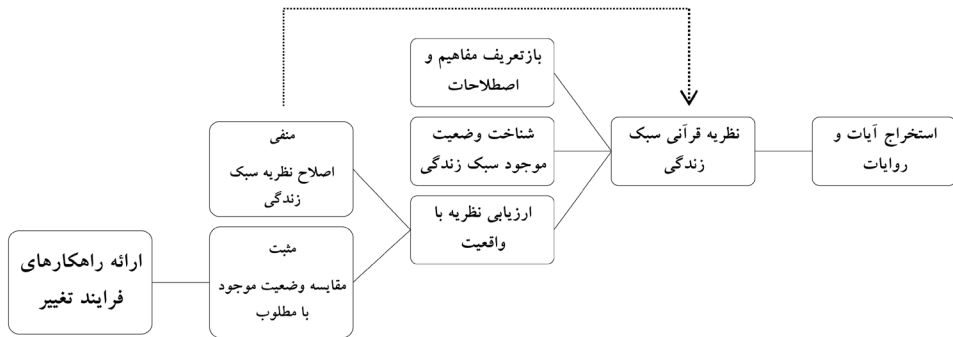 استخراج آیات و
روایات
نظریه قرآنی سبک
زندگی
بازتعریف مفاهیم و
اصطلاحات
شناخت وضعیت
موجود سبک زندگی
ارزیابی نظریه با
واقعیت
منفی
اصلاح نظریه سبک
زندگی
مثبت
مقایسه وضعیت موجود
با مطلوب
ارائه راهکارهای
فرایند تغییر